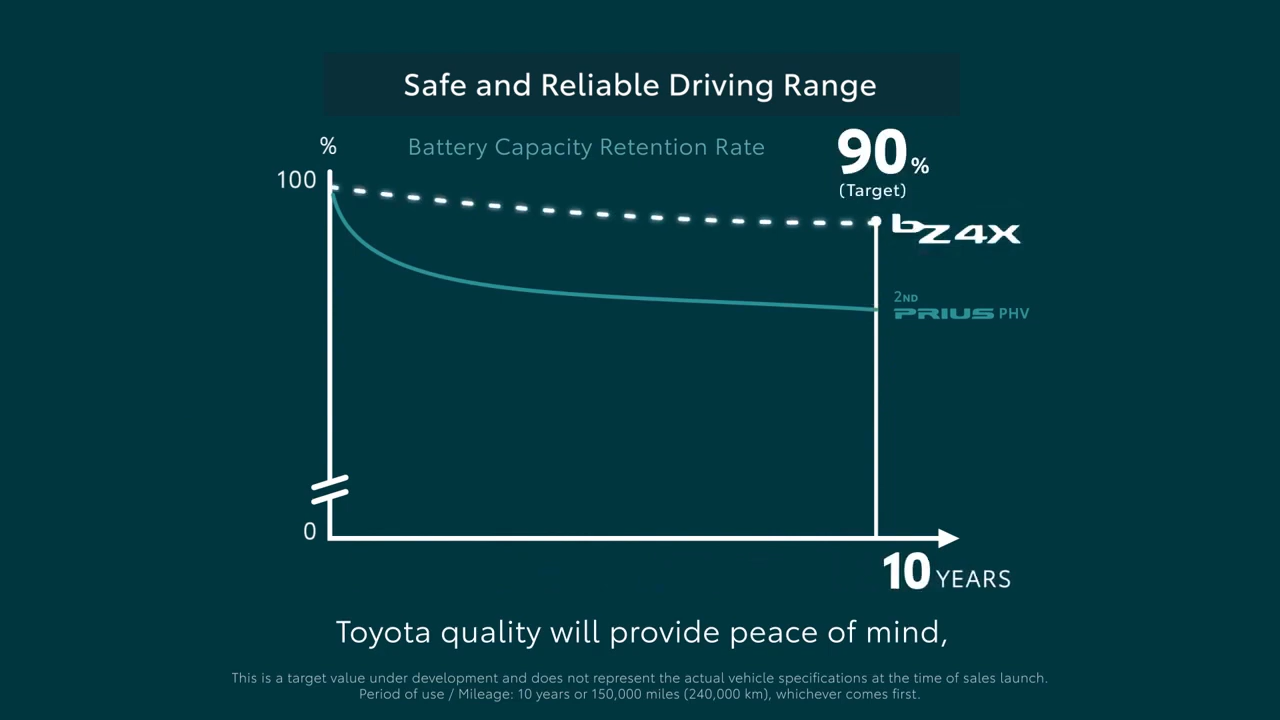 Safe and Reliable Driving Range
%
Battery Capacity Retention Rate
90%
(Target)
100
bZ4X
2ND
PRIUS PHV
0
10 YEARS
Toyota quality will provide peace of mind,
This is a target value under development and does not represent the actual vehicle specifications at the time of sales launch.
Period of use / Mileage: 10 years or 150,000 miles (240,000 km), whichever comes first.